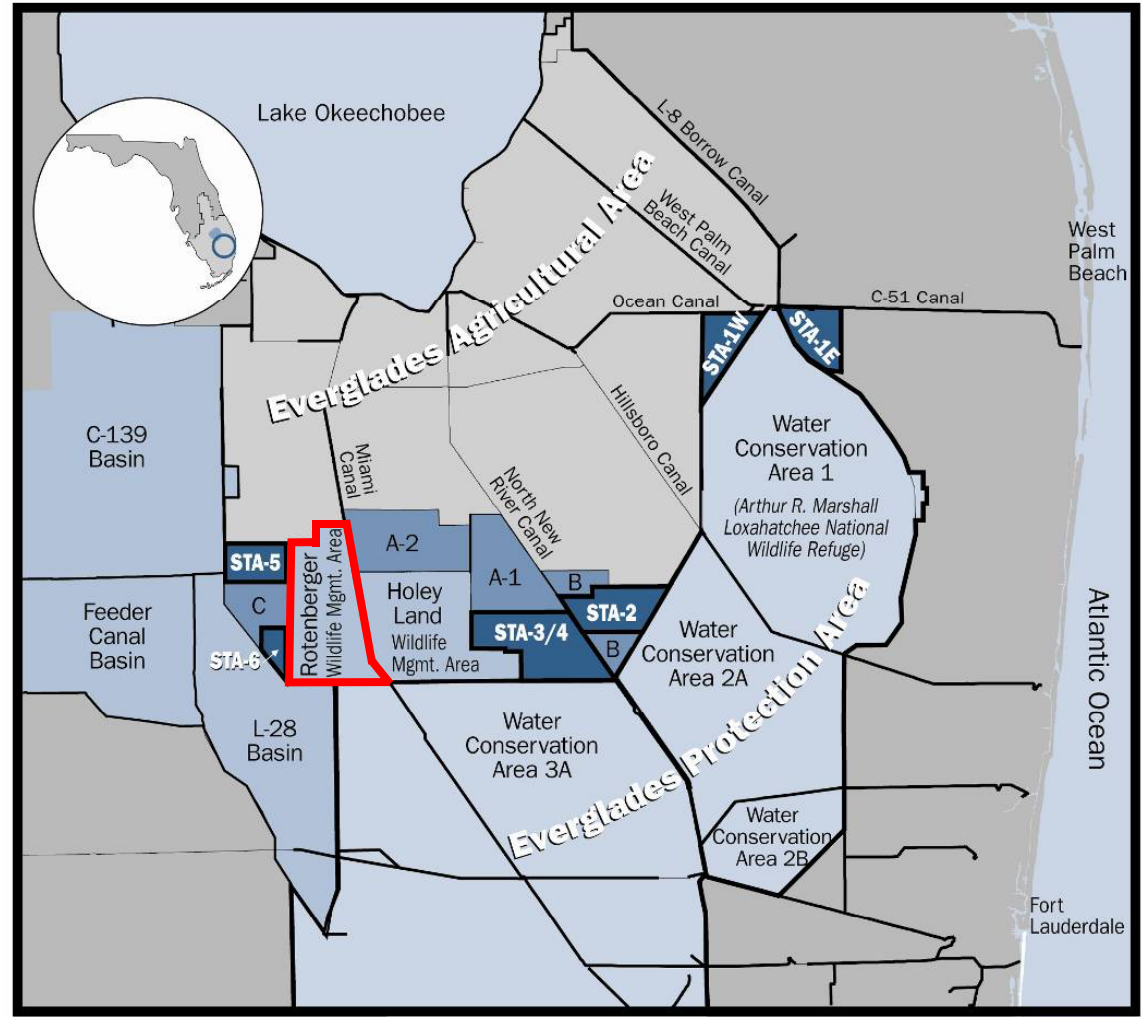 Lake Okeechobee
L-8 Borrow Canal
West Palm
Beach Canal
Everglades Agricultural Area
West
Palm
Beach
Ocean Canal
C-51 Canal
STA-1W
STA-1E
Hillsboro Canal
Water
Conservation
Area 1
(Arthur R. Marshall
Loxahatchee National
Wildlife Refuge)
C-139
Basin
Miami
Canal
North New
River Canal
STA-5
Rotenberger
Wildlife Mgmt. Area
A-2
A-1
B
Holey
Land
Wildlife
Mgmt. Area
STA-2
STA-3/4
B
C
STA-6
Feeder
Canal
Basin
Water
Conservation
Area 2A
Everglades Protection Area
Atlantic Ocean
L-28
Basin
Water
Conservation
Area 3A
Water
Conservation
Area 2B
Fort
Lauderdale